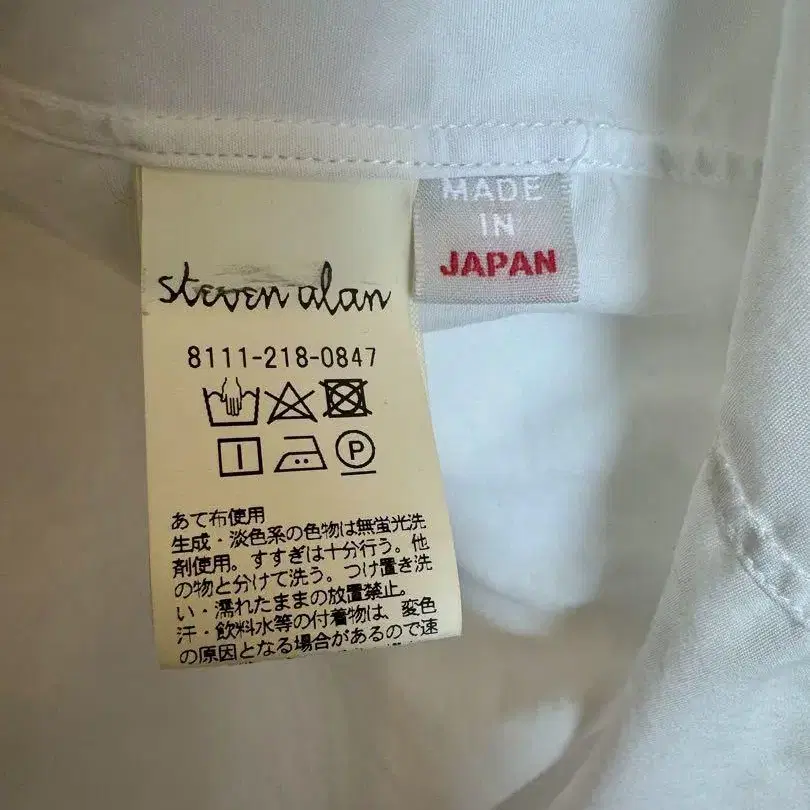 steven alan
8111-218-0847
P
あて布使用
生成・淡色系の色物は無蛍光洗
剤使用。すすぎは十分行う。他
の物と分けて洗う。つけ置き洗
い・濡れたままの放置禁止。
汗・飲料水等の付着物は、変色
の原因となる場合があるので速
MADE
IN
JAPAN